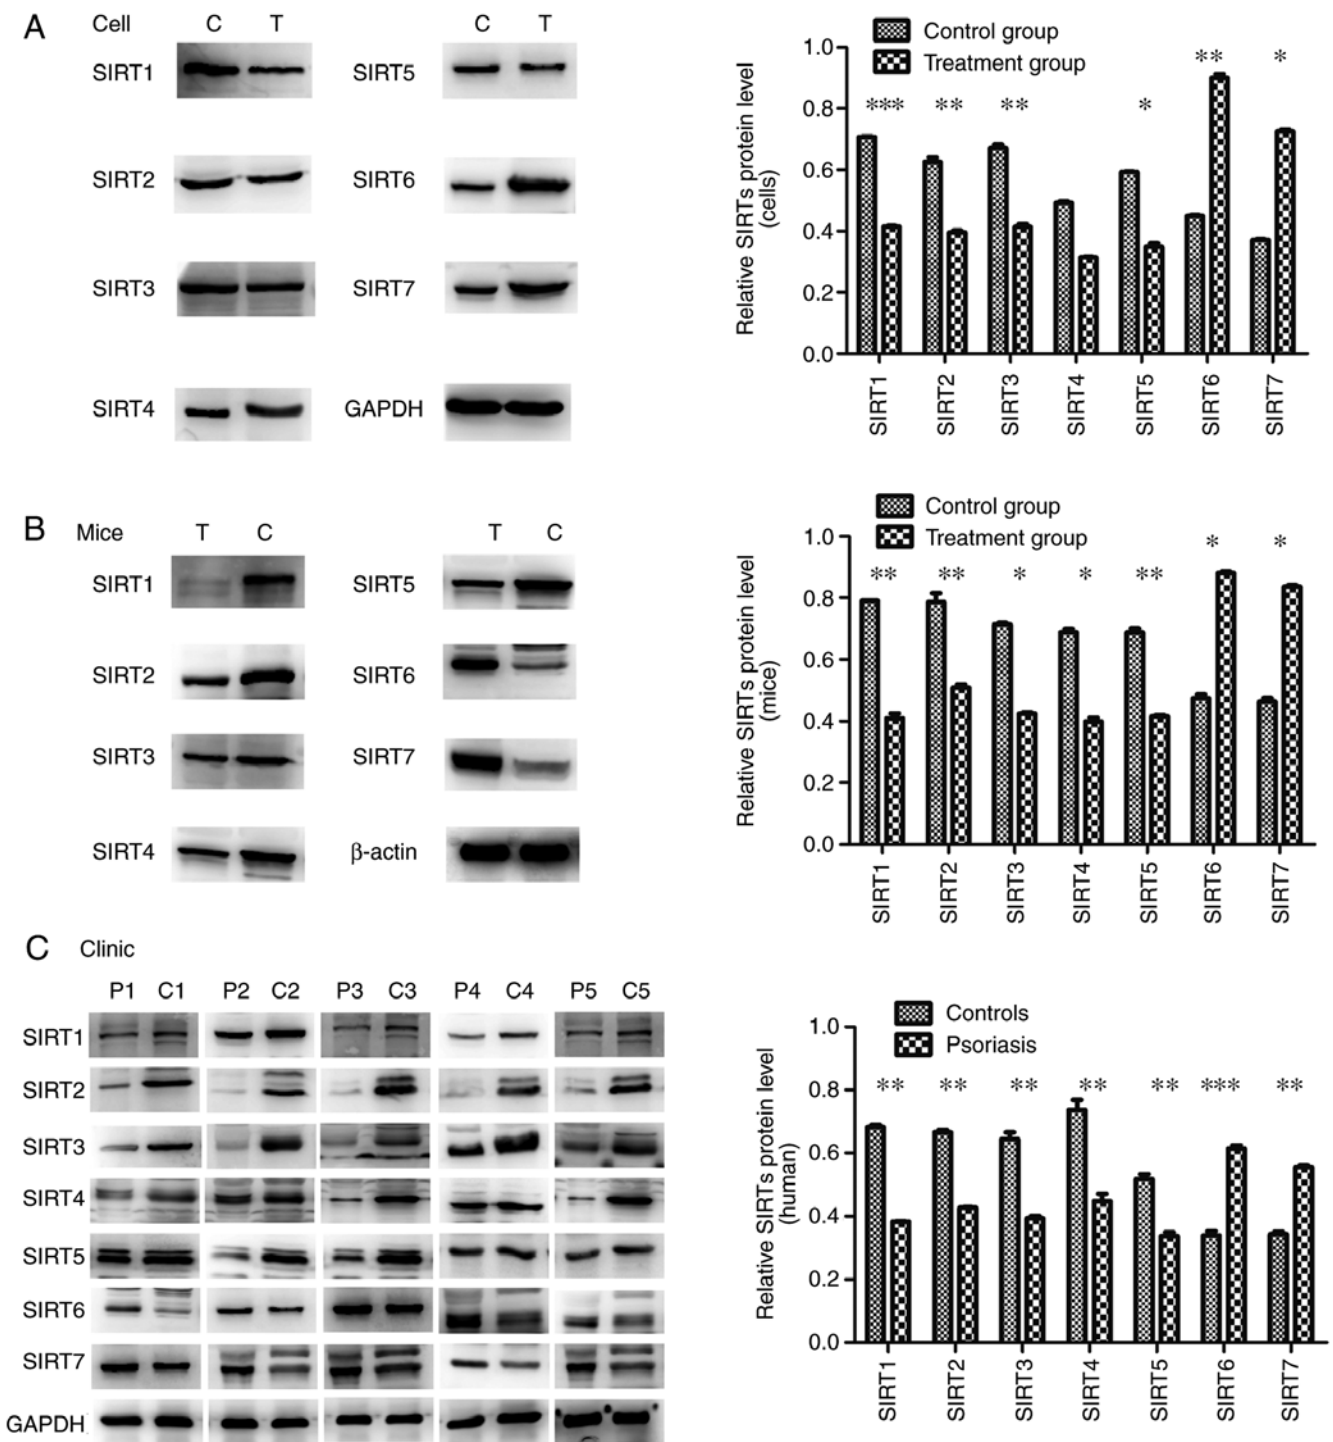 A Cell C T C T
SIRT1 SIRT5
SIRT2 SIRT6
SIRT3 SIRT7
SIRT4 GAPDH
Control group
Treatment group
*** ** ** * ** *
1.0
0.8
0.6
0.4
0.2
0.0
Relative SIRTs protein level
(cells)
SIRT1 SIRT2 SIRT3 SIRT4 SIRT5 SIRT6 SIRT7
B Mice T C T C
SIRT1 SIRT5
SIRT2 SIRT6
SIRT3 SIRT7
SIRT4 β-actin
Control group
Treatment group
** ** * * ** * *
1.0
0.8
0.6
0.4
0.2
0.0
Relative SIRTs protein level
(mice)
SIRT1 SIRT2 SIRT3 SIRT4 SIRT5 SIRT6 SIRT7
C Clinic
P1 C1 P2 C2 P3 C3 P4 C4 P5 C5
SIRT1
SIRT2
SIRT3
SIRT4
SIRT5
SIRT6
SIRT7
GAPDH
Controls
Psoriasis
** ** ** ** ** *** **
1.0
0.8
0.6
0.4
0.2
0.0
Relative SIRTs protein level
(human)
SIRT1 SIRT2 SIRT3 SIRT4 SIRT5 SIRT6 SIRT7